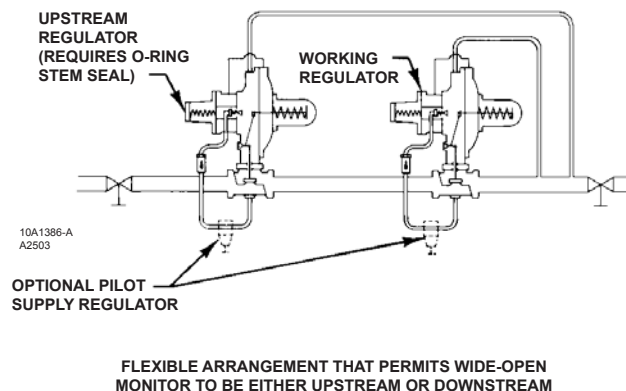 UPSTREAM
REGULATOR
(REQUIRES O-RING
STEM SEAL)
WORKING
REGULATOR
10A1386-A
A2503
OPTIONAL PILOT
SUPPLY REGULATOR
FLEXIBLE ARRANGEMENT THAT PERMITS WIDE-OPEN
MONITOR TO BE EITHER UPSTREAM OR DOWNSTREAM